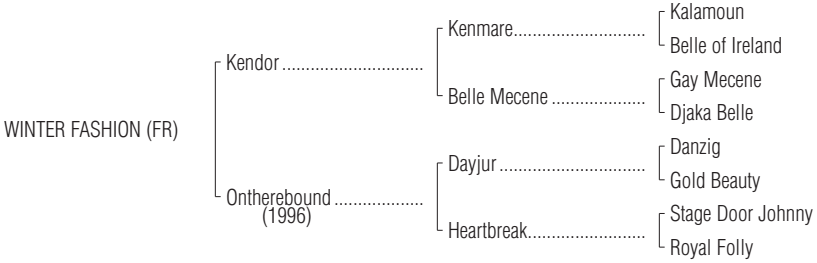 Kalamoun
Kenmare..............................
Belle of Ireland
Kendor ................................
Gay Mecene
Belle Mecene .....................
Djaka Belle
WINTER FASHION (FR)
Danzig
Dayjur .................................
Gold Beauty
Ontherebound ....................
(1996)
Stage Door Johnny
Heartbreak...........................
Royal Folly